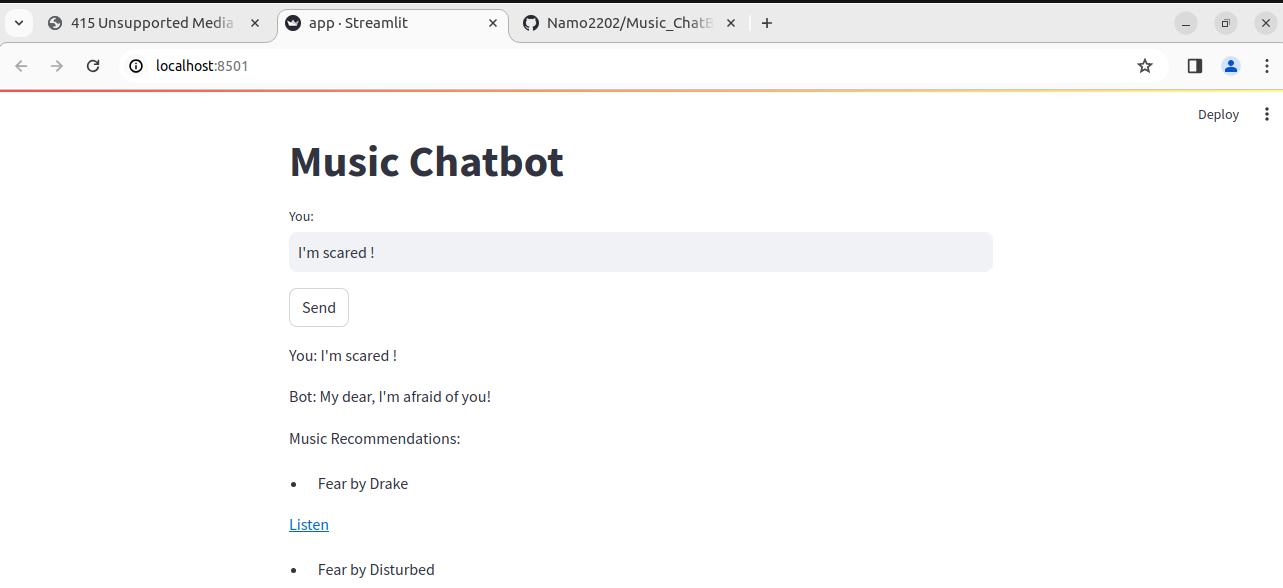 415 Unsupported Media
app · Streamlit
Namo2202/Music_ChatB
localhost:8501
Deploy
Music Chatbot
You:
I'm scared !
Send
You: I'm scared !
Bot: My dear, I'm afraid of you!
Music Recommendations:
Fear by Drake
Listen
Fear by Disturbed